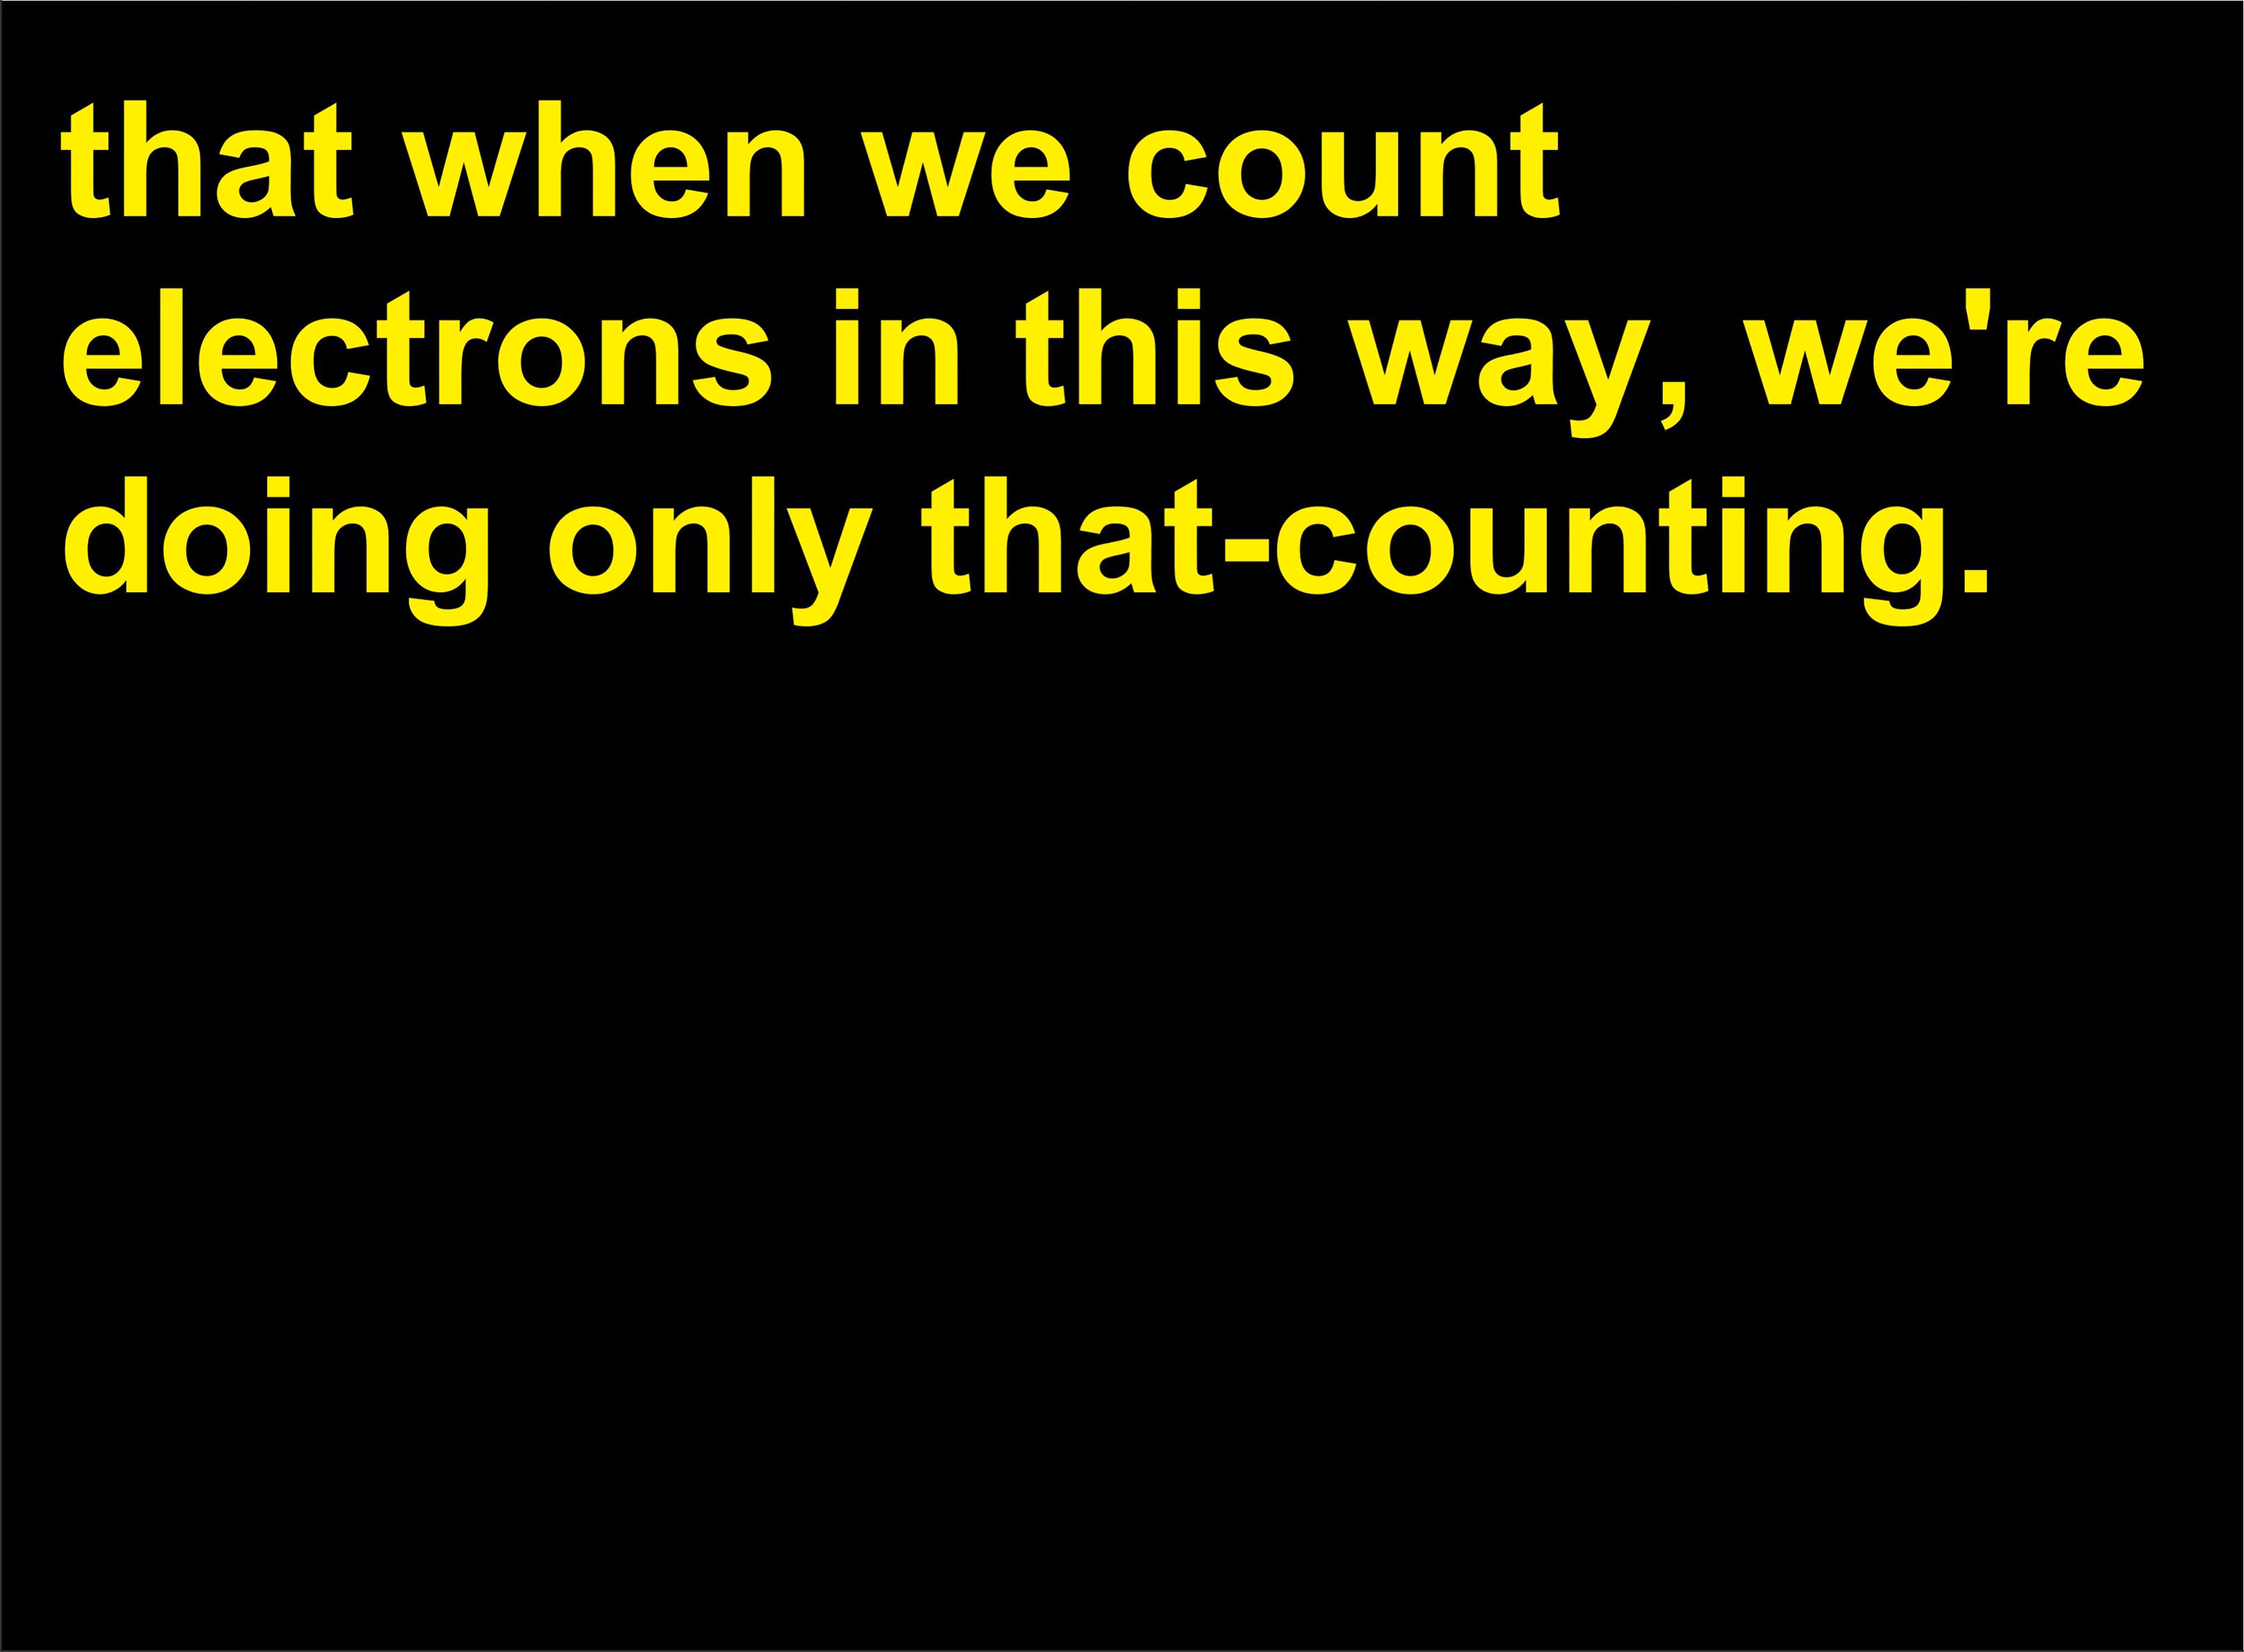 that when we count
electrons in this way, we're
doing only that-counting.